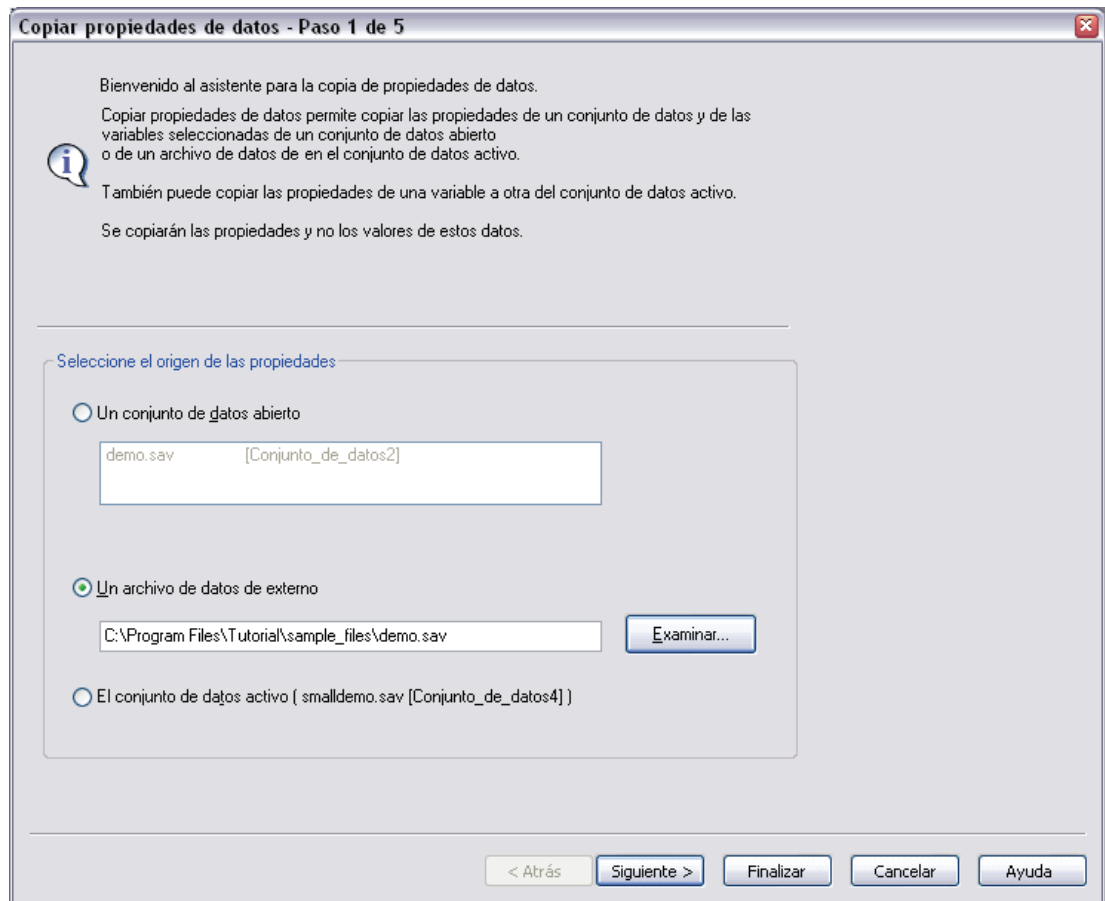 Copiar propiedades de datos - Paso 1 de 5
Bienvenido al asistente para la copia de propiedades de datos.
Copiar propiedades de datos permite copiar las propiedades de un conjunto de datos y de las
variables seleccionadas de un conjunto de datos abierto
o de un archivo de datos de en el conjunto de datos activo.
También puede copiar las propiedades de una variable a otra del conjunto de datos activo.
Se copiarán las propiedades y no los valores de estos datos.
Seleccione el origen de las propiedades
Un conjunto de datos abierto
demo.sav [Conjunto_de_datos2]
Un archivo de datos de externo
C:\Program Files\Tutorial\sample_files\demo.sav
Examinar...
El conjunto de datos activo ( smalldemo.sav [Conjunto_de_datos4] )
< Atrás Siguiente > Finalizar Cancelar Ayuda